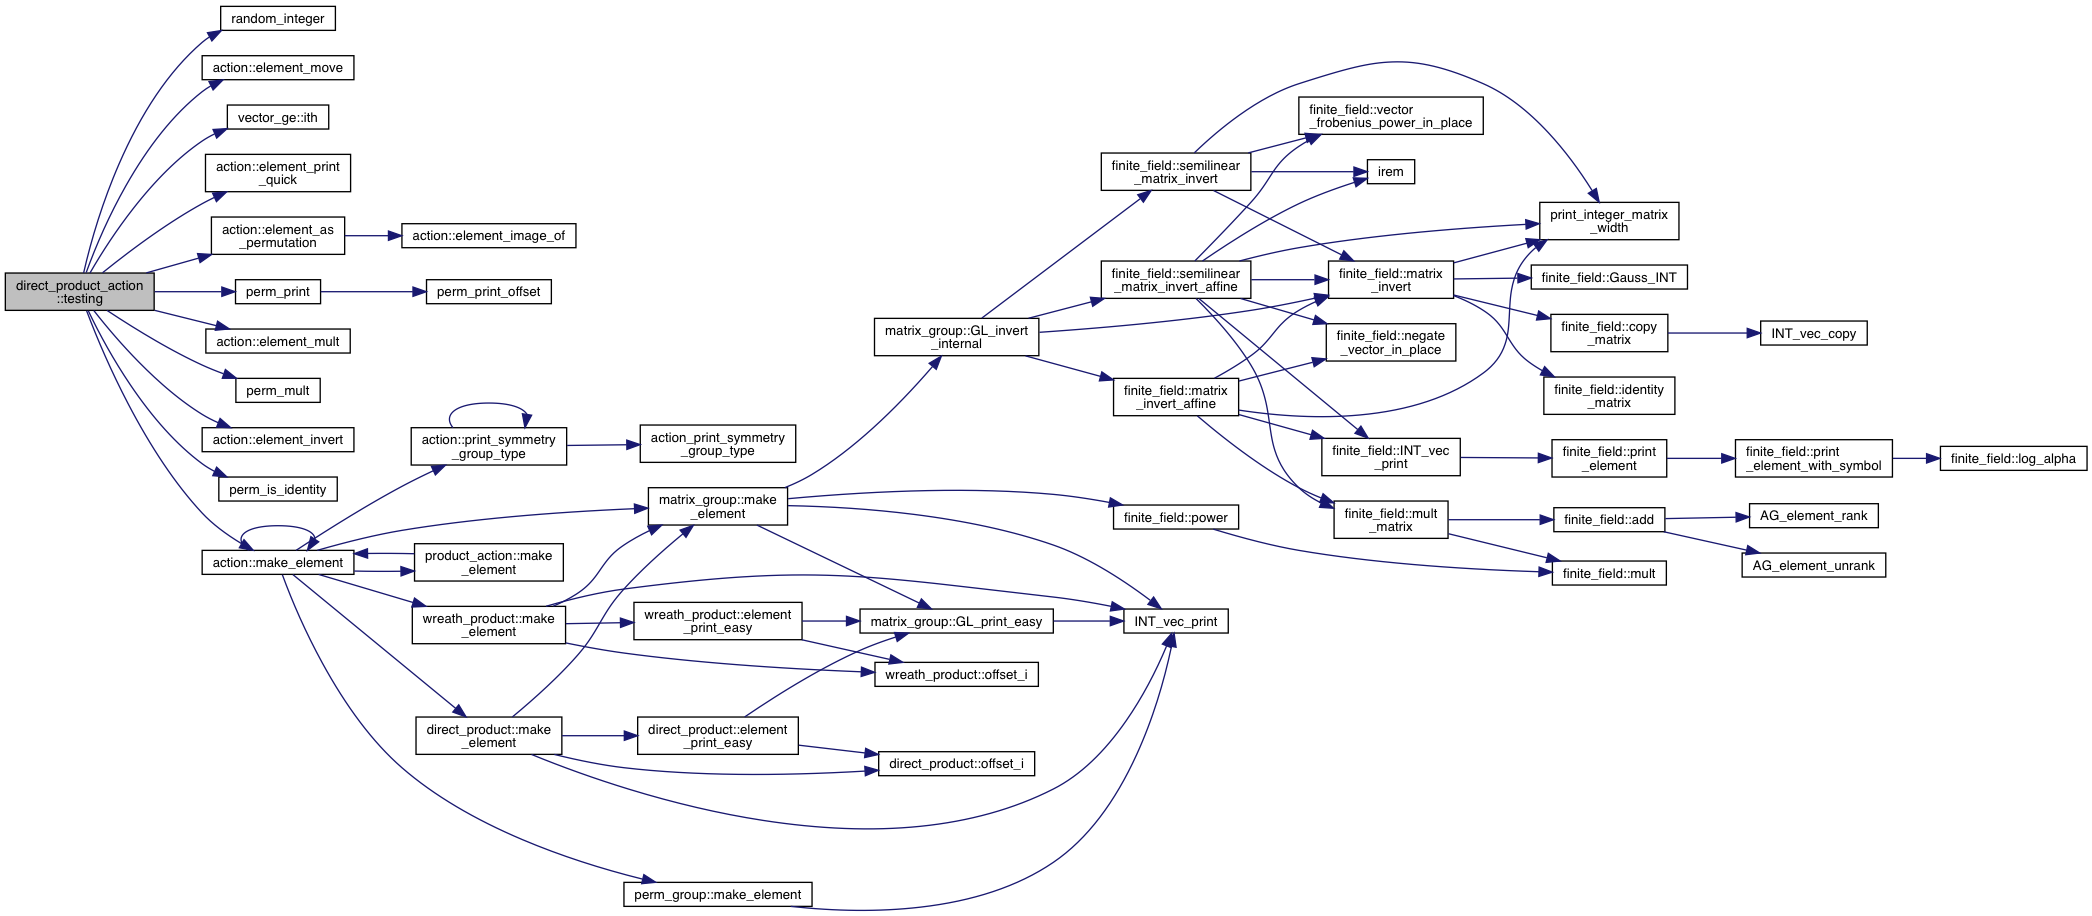 direct_product_action
::testing
random_integer
action::element_move
vector_ge::ith
action::element_print
_quick
action::element_as
_permutation
action::element_image_of
perm_print
perm_print_offset
action::element_mult
perm_mult
action::element_invert
perm_is_identity
action::make_element
action::print_symmetry
_group_type
action_print_symmetry
_group_type
product_action::make
_element
wreath_product::make
_element
direct_product::make
_element
perm_group::make_element
matrix_group::make
_element
wreath_product::element
_print_easy
direct_product::element
_print_easy
matrix_group::GL_invert
_internal
matrix_group::GL_print_easy
wreath_product::offset_i
direct_product::offset_i
finite_field::semilinear
_matrix_invert
finite_field::semilinear
_matrix_invert_affine
finite_field::matrix
_invert_affine
finite_field::power
INT_vec_print
finite_field::vector
_frobenius_power_in_place
irem
finite_field::matrix
_invert
finite_field::negate
_vector_in_place
finite_field::INT_vec
_print
finite_field::mult
_matrix
print_integer_matrix
_width
finite_field::Gauss_INT
finite_field::copy
_matrix
INT_vec_copy
finite_field::identity
_matrix
finite_field::print
_element
finite_field::print
_element_with_symbol
finite_field::log_alpha
finite_field::add
AG_element_rank
AG_element_unrank
finite_field::mult